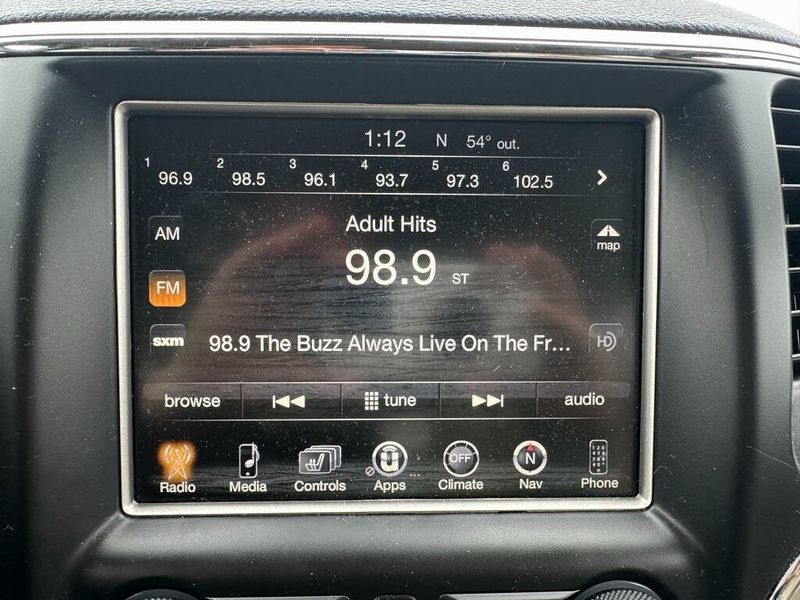 1:12 N 54° out.
1 96.9 2 98.5 3 96.1 4 93.7 5 97.3 6 102.5
Adult Hits
AM
map
98.9 ST
FM
sxm 98.9 The Buzz Always Live On The Fr... HD
browse tune audio
OFF N
Radio Media Controls Apps Climate Nav Phone